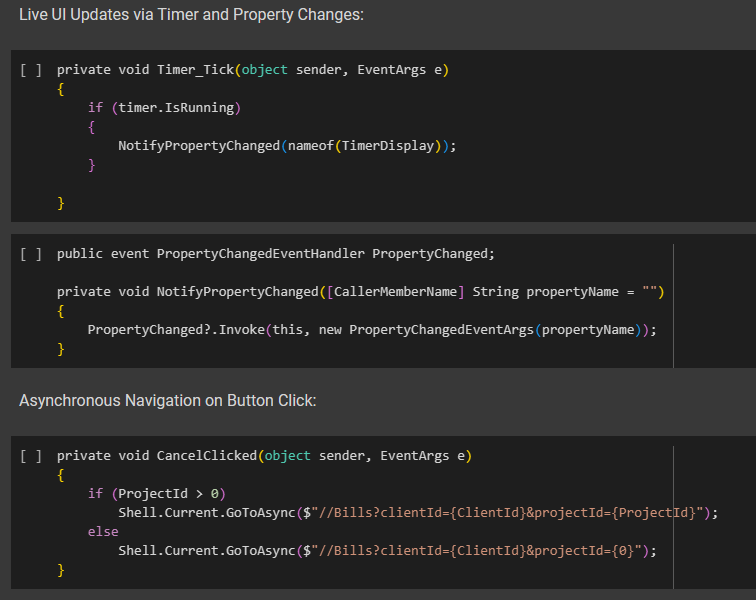 Live UI Updates via Timer and Property Changes:
[ ] private void Timer_Tick(object sender, EventArgs e)
{
if (timer.IsRunning)
{
NotifyPropertyChanged(nameof(TimerDisplay));
}
}
[ ] public event PropertyChangedEventHandler PropertyChanged;
private void NotifyPropertyChanged([CallerMemberName] String propertyName = "")
{
PropertyChanged?.Invoke(this, new PropertyChangedEventArgs(propertyName));
}
Asynchronous Navigation on Button Click:
[ ] private void CancelClicked(object sender, EventArgs e)
{
if (ProjectId > 0)
Shell.Current.GoToAsync($"//Bills?clientId={ClientId}&projectId={ProjectId}");
else
Shell.Current.GoToAsync($"//Bills?clientId={ClientId}&projectId={0}");
}